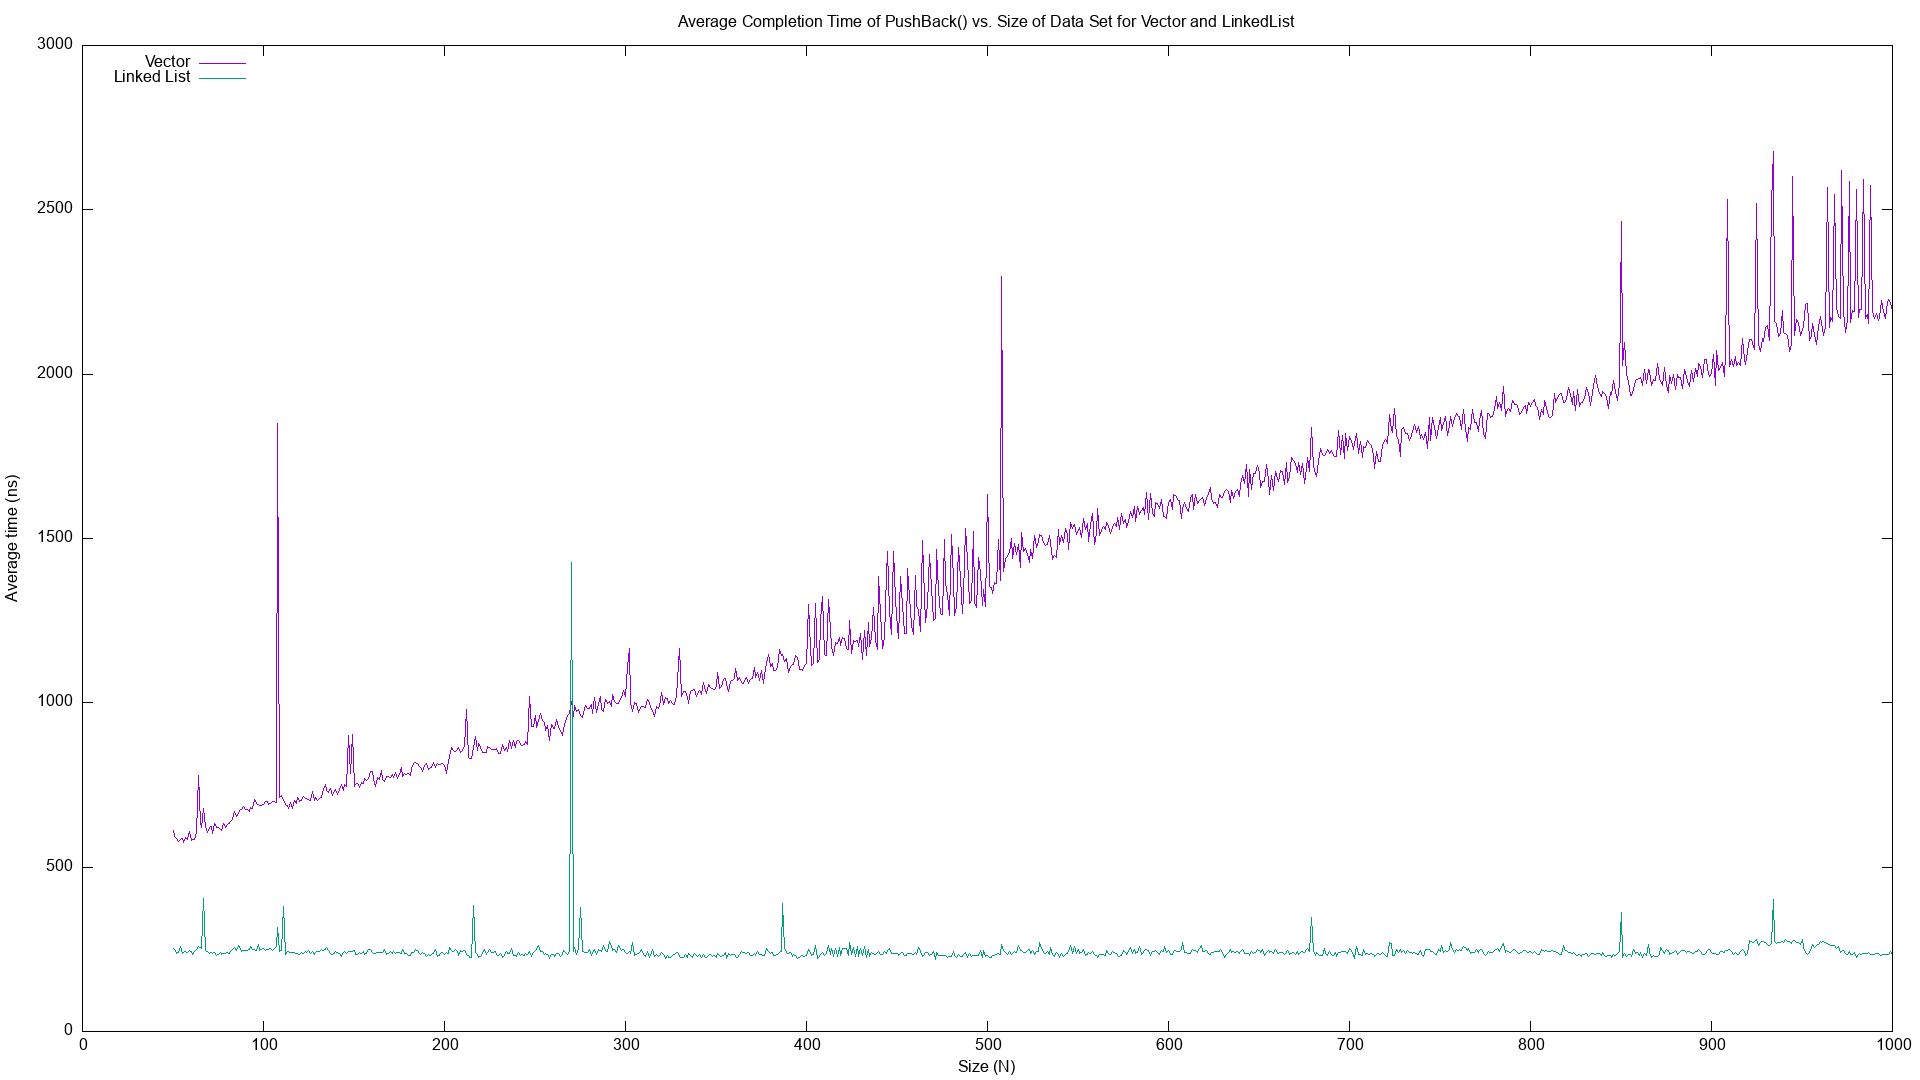 Average Completion Time of PushBack() vs. Size of Data Set for Vector and LinkedList
3000
Vector
Linked List
2500
2000
1500
Average time (ns)
1000
500
0
0 100 200 300 400 500 600 700 800 900 1000
Size (N)